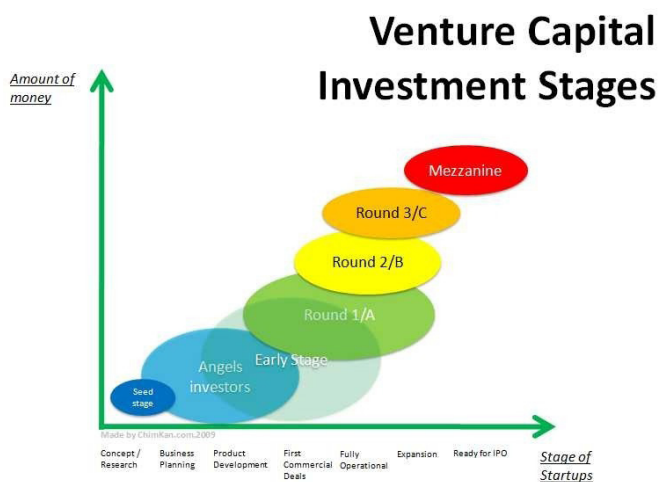 Venture Capital
Investment Stages
Amount of
money
Mezzanine
Round 3/C
Round 2/B
Round 1/A
Early Stage
Angels
investors
Seed
stage
Made by ChimKan.com.2009
Concept /
Research
Business
Planning
Product
Development
First
Commercial
Deals
Fully
Operational
Expansion
Ready for IPO
Stage of
Startups